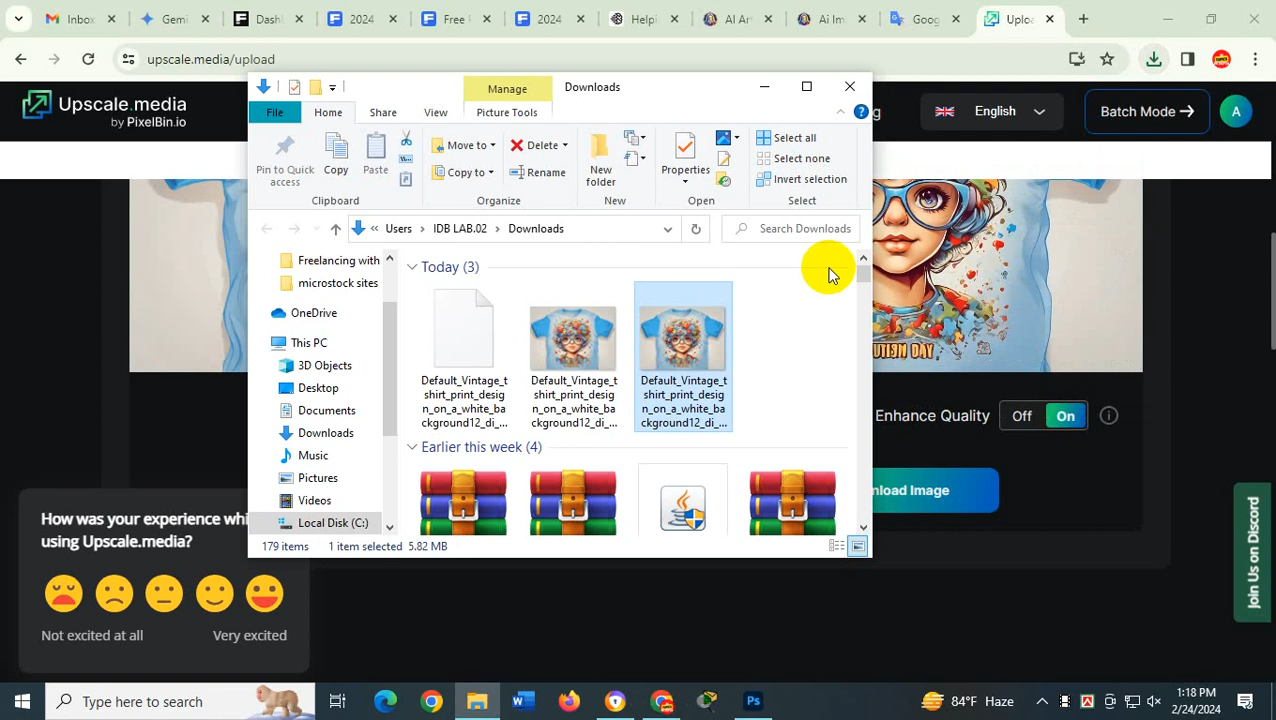 Inbox
Gemi
Dashl
2024
Free F
2024
Helpi
AI Art
Ai Im
Goog
Uploa
upscale.media/upload
Upscale.media
by PixelBin.io
English
Batch Mode
A
Manage
Downloads
File
Home
Share
View
Picture Tools
Pin to Quick
access
Copy
Paste
Clipboard
Move to
Copy to
Delete
Rename
Organize
New
folder
New
Properties
Open
Select all
Select none
Invert selection
Select
Users
IDB LAB.02
Downloads
Search Downloads
Freelancing with
microstock sites
OneDrive
This PC
3D Objects
Desktop
Documents
Downloads
Music
Pictures
Videos
Local Disk (C:)
Today (3)
Default_Vintage_t
shirt_print_desig
n_on_a_white_ba
ckground12_di_...
Default_Vintage_t
shirt_print_desig
n_on_a_white_ba
ckground12_di_...
Default_Vintage_t
shirt_print_desig
n_on_a_white_ba
ckground12_di_...
Earlier this week (4)
179 items
1 item selected 5.82 MB
DAY
Enhance Quality
Off
On
nload Image
How was your experience whi
using Upscale.media?
Not excited at all
Very excited
Join Us on Discord
Type here to search
84°F Haze
1:18 PM
2/24/2024